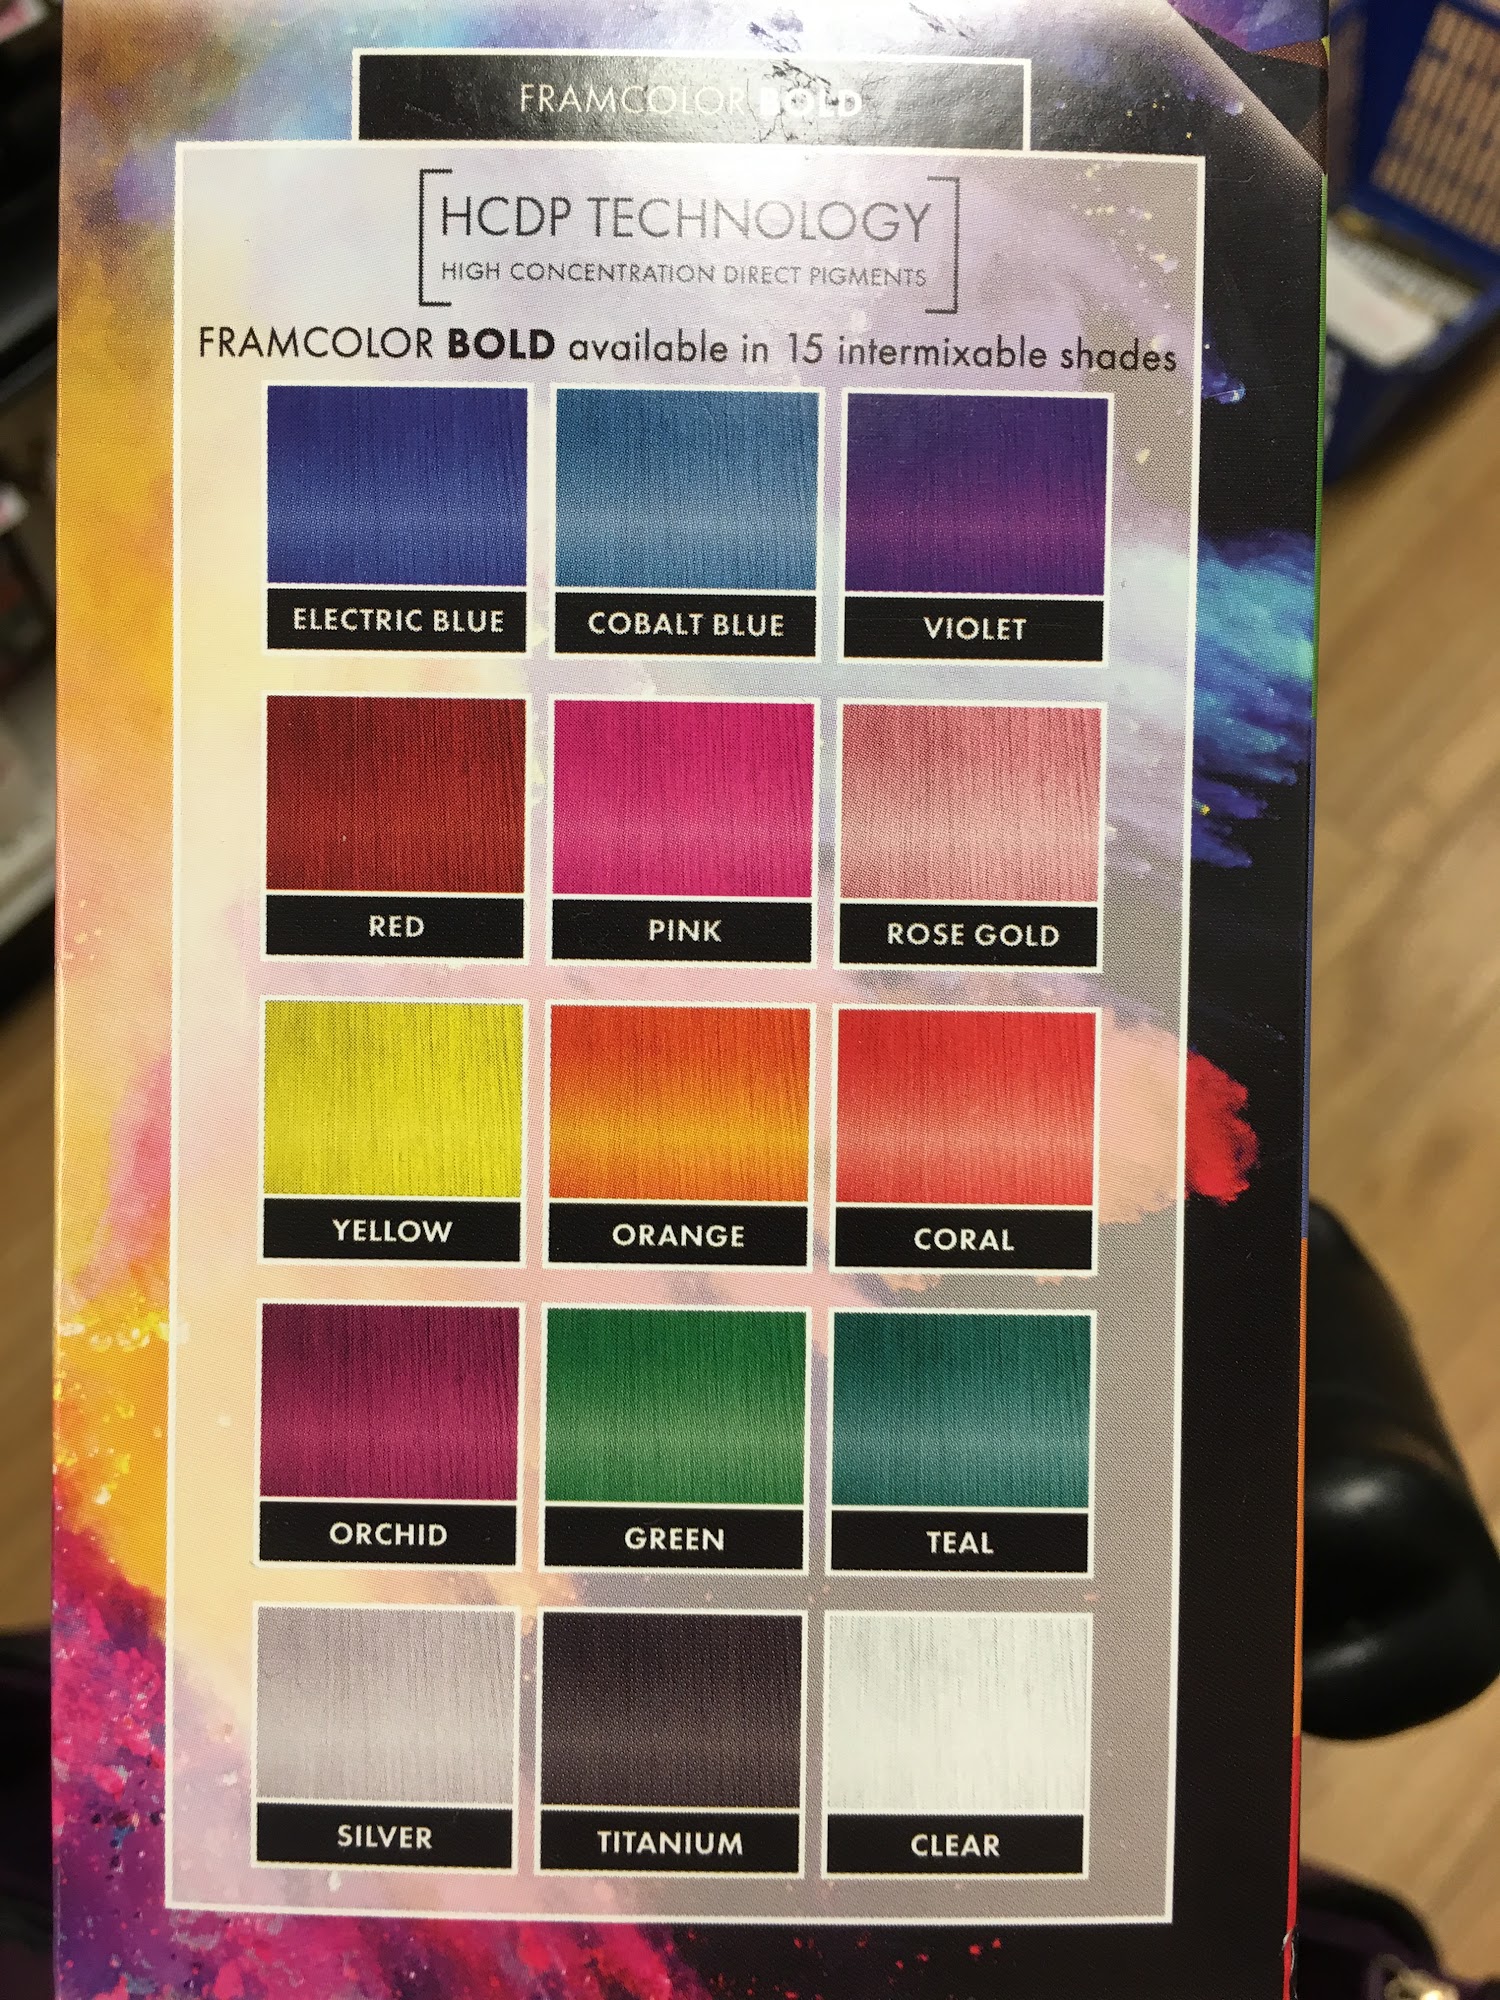 FRAMCOLOR BOLD
HCDP TECHNOLOGY
HIGH CONCENTRATION DIRECT PIGMENTS
FRAMCOLOR BOLD available in 15 intermixable shades
ELECTRIC BLUE
COBALT BLUE
VIOLET
RED
PINK
ROSE GOLD
YELLOW
ORANGE
CORAL
ORCHID
GREEN
TEAL
SILVER
TITANIUM
CLEAR